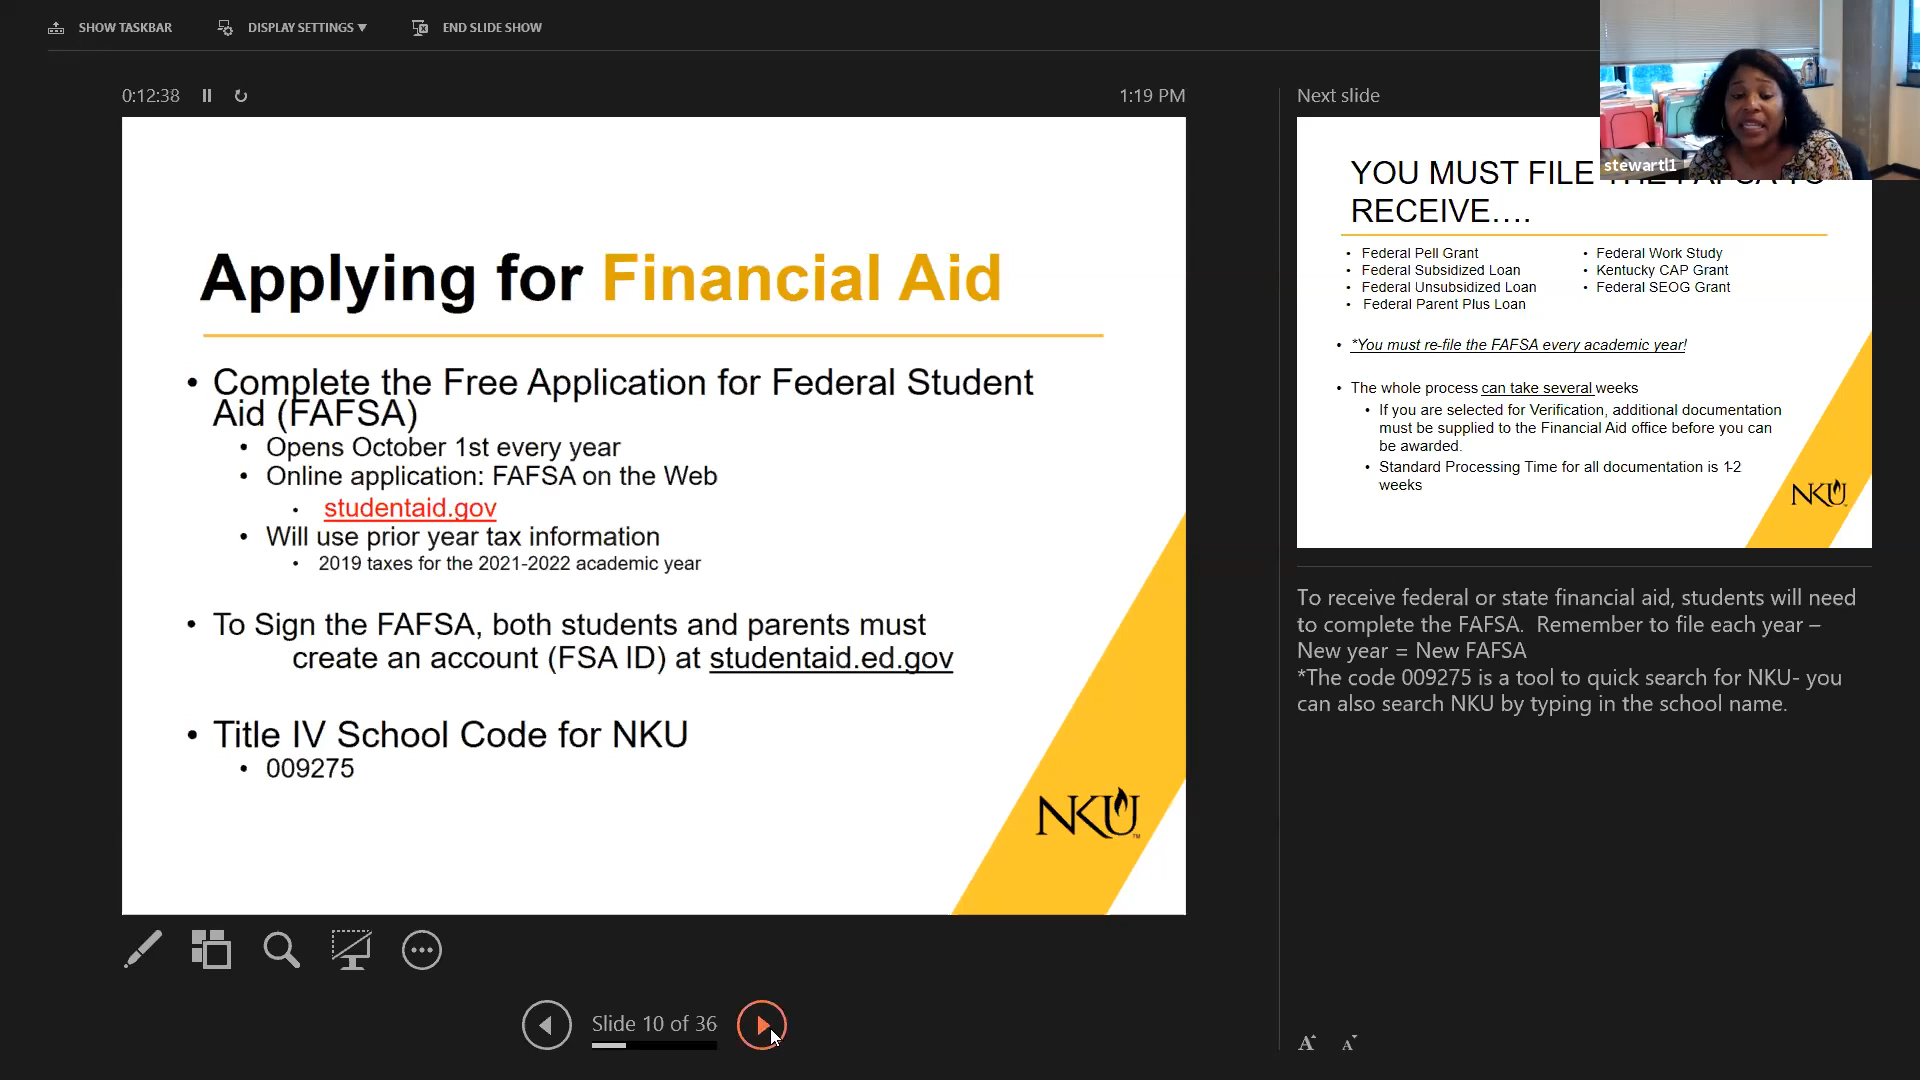 SHOW TASKBAR
DISPLAY SETTINGS
END SLIDE SHOW
0:12:38
1:19 PM
Applying for Financial Aid
• Complete the Free Application for Federal Student
Aid (FAFSA)
• Opens October 1st every year
• Online application: FAFSA on the Web
• studentaid.gov
• Will use prior year tax information
• 2019 taxes for the 2021-2022 academic year
• To Sign the FAFSA, both students and parents must
create an account (FSA ID) at studentaid.ed.gov
• Title IV School Code for NKU
• 009275
NKU
Slide 10 of 36
Next slide
stewartl1
YOU MUST FILE THE FAFSA TO
RECEIVE….
• Federal Pell Grant
• Federal Subsidized Loan
• Federal Unsubsidized Loan
• Federal Parent Plus Loan
• Federal Work Study
• Kentucky CAP Grant
• Federal SEOG Grant
• *You must re-file the FAFSA every academic year!
• The whole process can take several weeks
• If you are selected for Verification, additional documentation
must be supplied to the Financial Aid office before you can
be awarded.
• Standard Processing Time for all documentation is 1-2
weeks
NKU
To receive federal or state financial aid, students will need
to complete the FAFSA.  Remember to file each year –
New year = New FAFSA
*The code 009275 is a tool to quick search for NKU- you
can also search NKU by typing in the school name.
A A